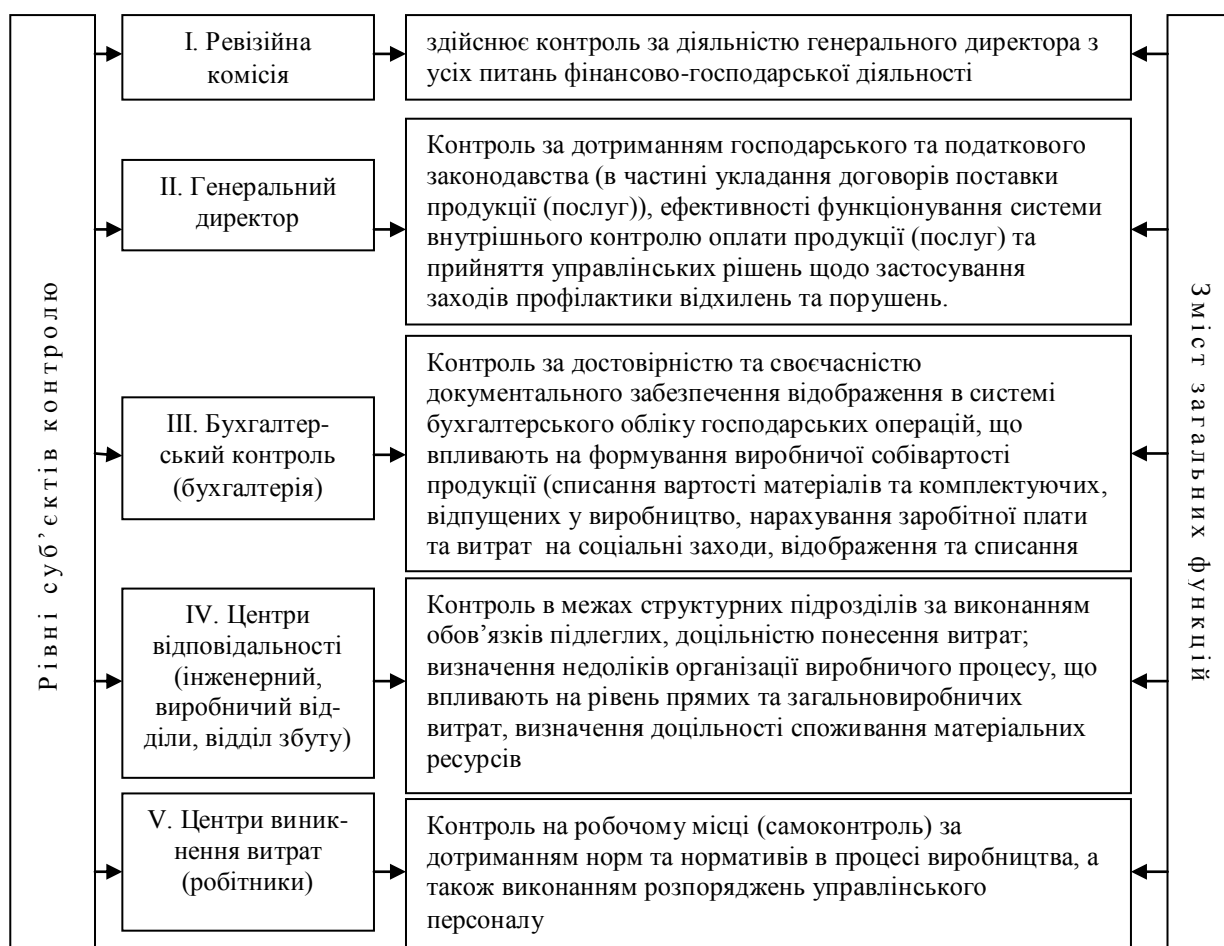 Рівні суб’єктів контролю
І. Ревізійна
комісія
здійснює контроль за діяльністю генерального директора з
усіх питань фінансово-господарської діяльності
ІІ. Генеральний
директор
Контроль за дотриманням господарського та податкового
законодавства (в частині укладання договорів поставки
продукції (послуг)), ефективності функціонування системи
внутрішнього контролю оплати продукції (послуг) та
прийняття управлінських рішень щодо застосування
заходів профілактики відхилень та порушень.
ІІІ. Бухгалтер-
ський контроль
(бухгалтерія)
Контроль за достовірністю та своєчасністю
документального забезпечення відображення в системі
бухгалтерського обліку господарських операцій, що
впливають на формування виробничої собівартості
продукції (списання вартості матеріалів та комплектуючих,
відпущених у виробництво, нарахування заробітної плати
та витрат на соціальні заходи, відображення та списання
IV. Центри
відповідальності
(інженерний,
виробничий від-
діли, відділ збуту)
Контроль в межах структурних підрозділів за виконанням
обов’язків підлеглих, доцільністю понесення витрат;
визначення недоліків організації виробничого процесу, що
впливають на рівень прямих та загальновиробничих
витрат, визначення доцільності споживання матеріальних
ресурсів
V. Центри виник-
нення витрат
(робітники)
Контроль на робочому місці (самоконтроль) за
дотриманням норм та нормативів в процесі виробництва, а
також виконанням розпоряджень управлінського
персоналу
Зміст загальних функцій